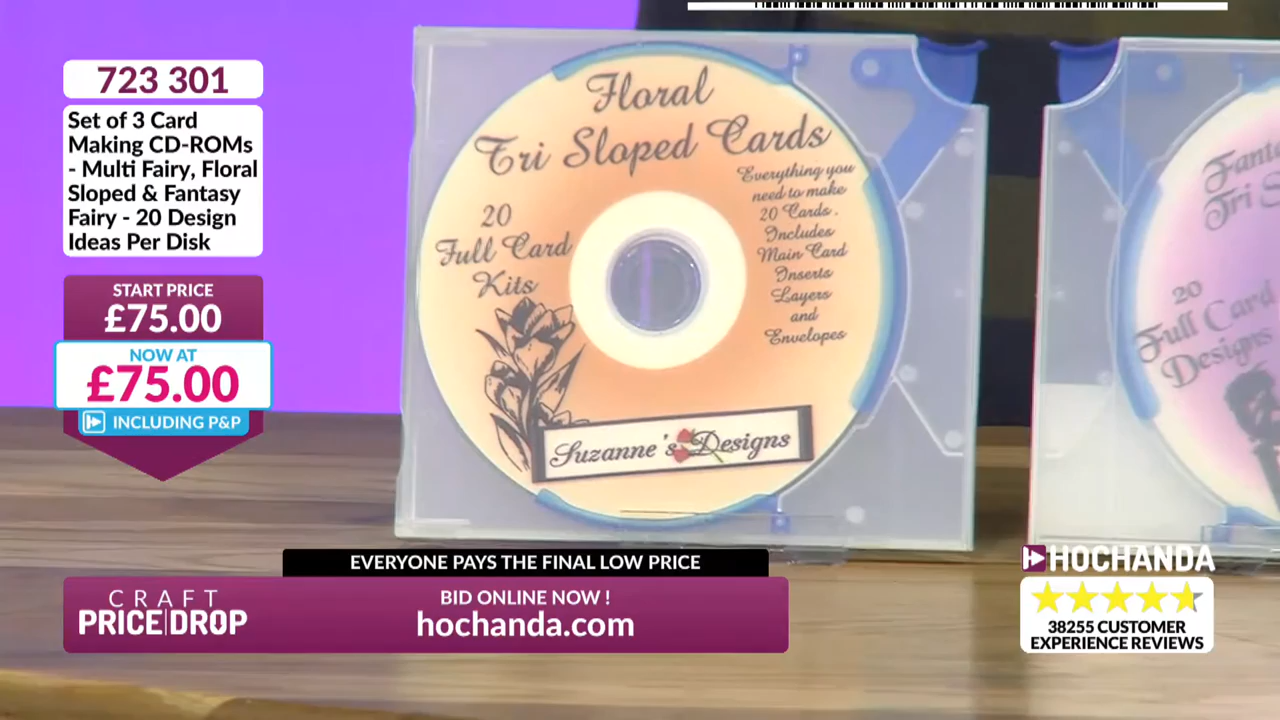 723 301
Set of 3 Card
Making CD-ROMs
- Multi Fairy, Floral
Sloped & Fantasy
Fairy - 20 Design
Ideas Per Disk
START PRICE
£75.00
NOW AT
£75.00
INCLUDING P&P
Floral
Tri Sloped Cards
Everything you
need to make
20 Cards.
Includes
Main Card
Inserts
Layers
and
Envelopes
20
Full Card
Kits
Suzanne's Designs
Tri
20
Full Card
Designs
EVERYONE PAYS THE FINAL LOW PRICE
CRAFT
PRICE DROP
BID ONLINE NOW !
hochanda.com
HOCHANDA
38255 CUSTOMER
EXPERIENCE REVIEWS